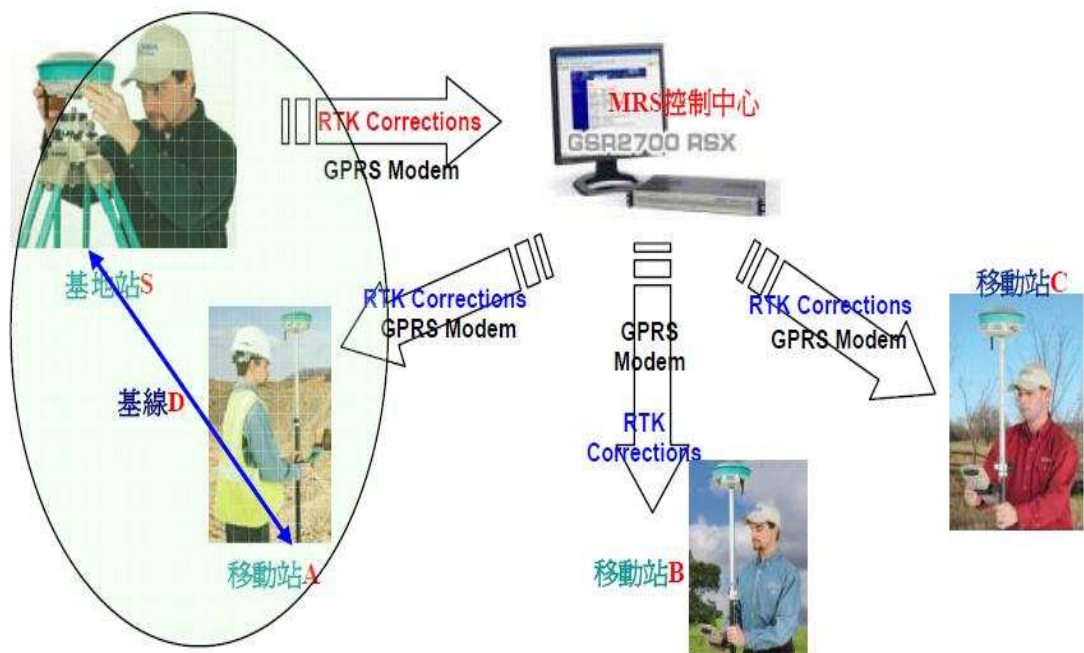 RTK Corrections
GPRS Modem
MRS控制中心
GSR2700 RSX
基地站S
RTK Corrections
GPRS Modem
GPRS
Modem
RTK
Corrections
RTK Corrections
GPRS Modem
移動站C
基線D
移動站A
移動站B